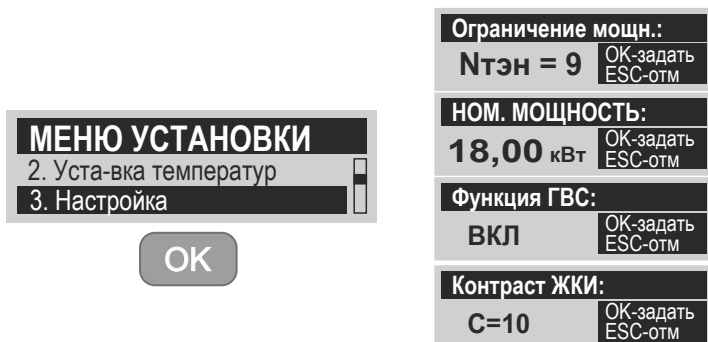 МЕНЮ УСТАНОВКИ
2. Уста-вка температур
3. Настройка
OK
Ограничение мощн.:
Nтэн = 9
OK-задать
ESC-отм
НОМ. МОЩНОСТЬ:
18,00 кВт
OK-задать
ESC-отм
Функция ГВС:
ВКЛ
OK-задать
ESC-отм
Контраст ЖКИ:
C=10
OK-задать
ESC-отм